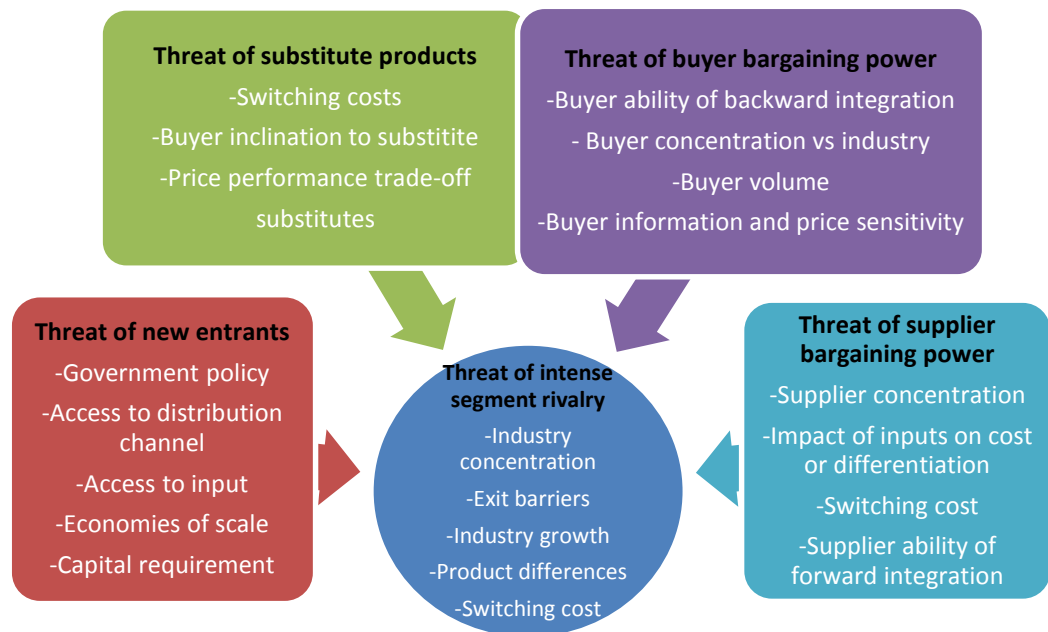 Threat of substitute products
-Switching costs
-Buyer inclination to substitite
-Price performance trade-off
substitutes
Threat of buyer bargaining power
-Buyer ability of backward integration
- Buyer concentration vs industry
-Buyer volume
-Buyer information and price sensitivity
Threat of new entrants
-Government policy
-Access to distribution
channel
-Access to input
-Economies of scale
-Capital requirement
Threat of intense
segment rivalry
-Industry
concentration
-Exit barriers
-Industry growth
-Product differences
-Switching cost
Threat of supplier
bargaining power
-Supplier concentration
-Impact of inputs on cost
or differentiation
-Switching cost
-Supplier ability of
forward integration